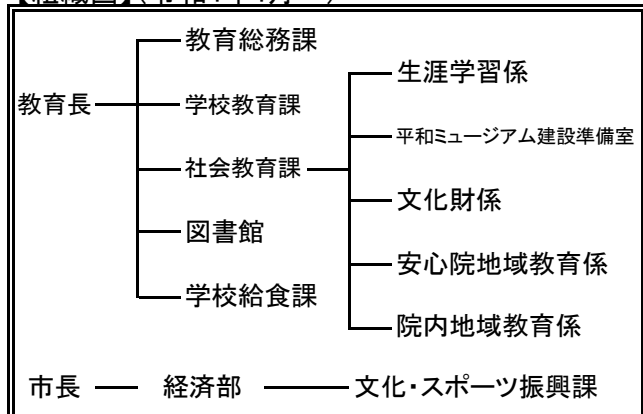 教育長
教育総務課
学校教育課
社会教育課
図書館
学校給食課
生涯学習係
平和ミュージアム建設準備室
文化財係
安心院地域教育係
院内地域教育係
市長 経済部 文化・スポーツ振興課